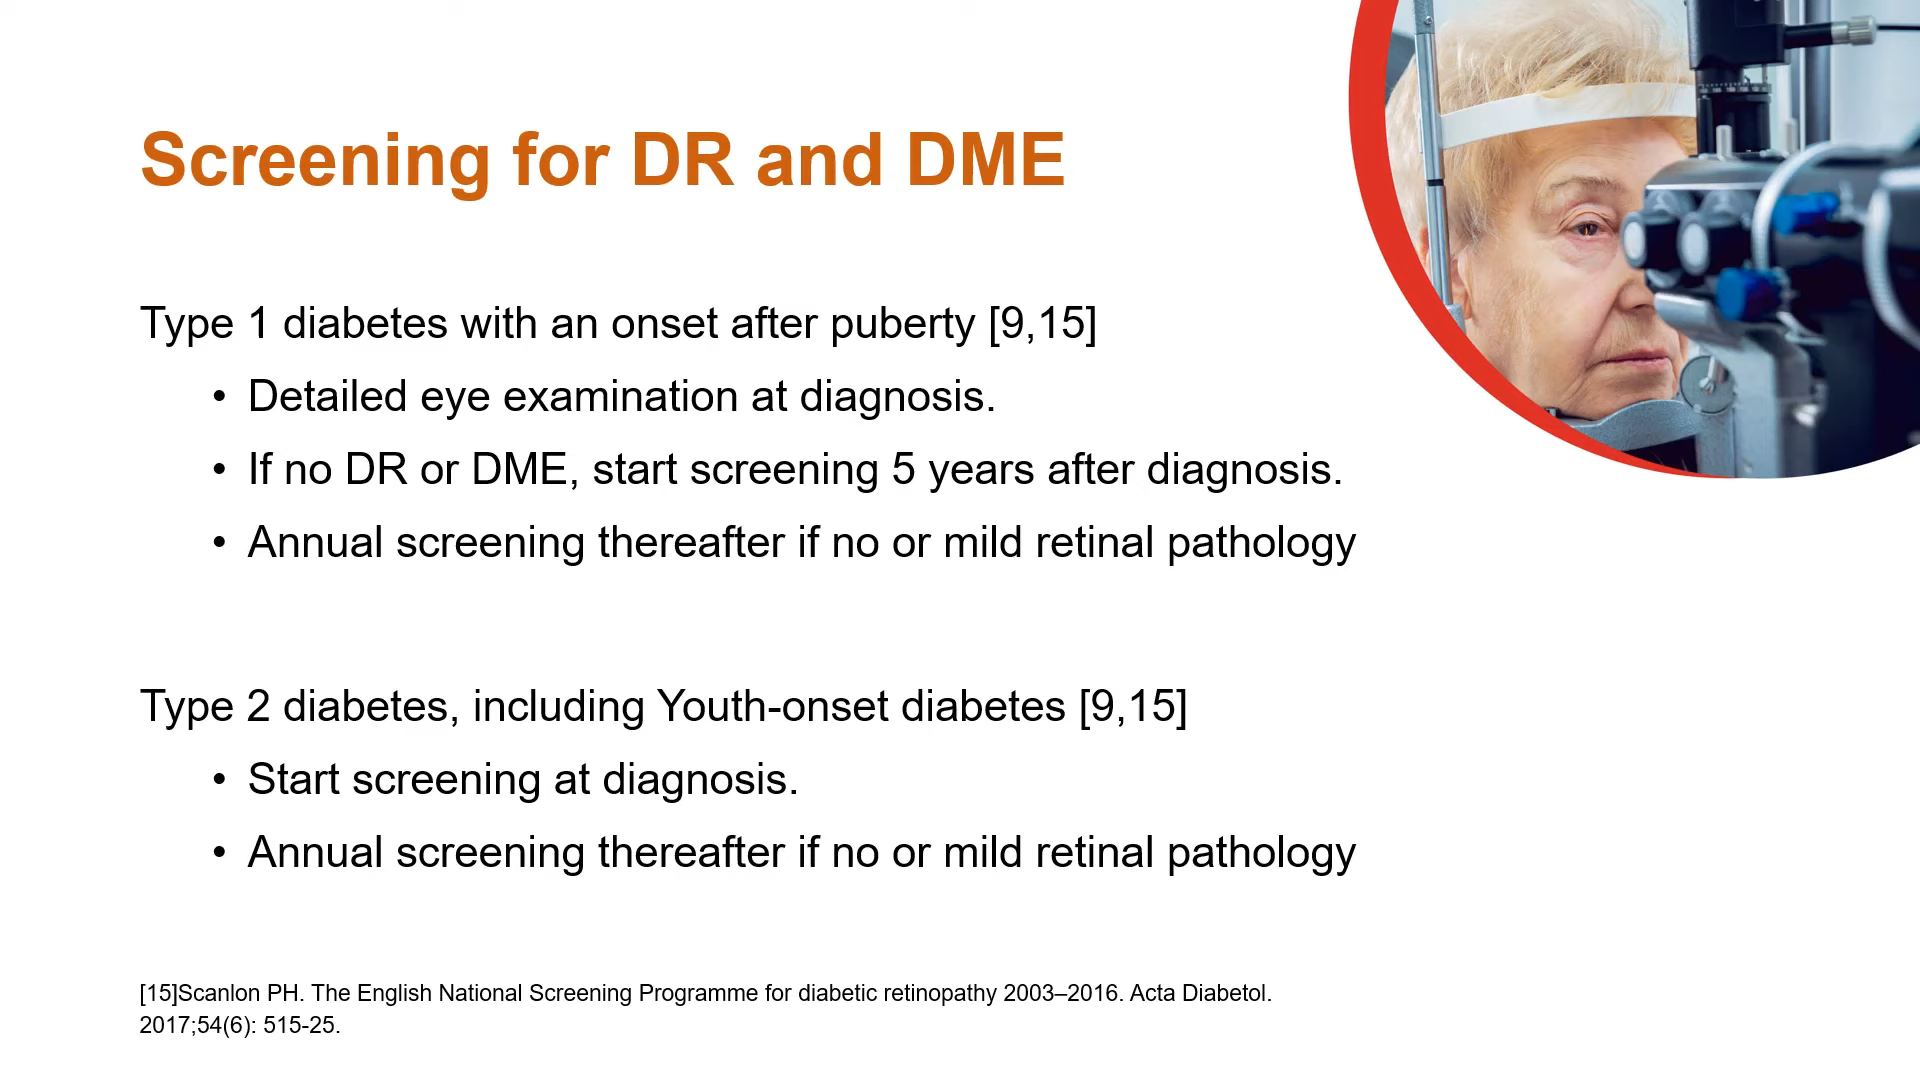 Screening for DR and DME
Type 1 diabetes with an onset after puberty [9,15]
• Detailed eye examination at diagnosis.
• If no DR or DME, start screening 5 years after diagnosis.
• Annual screening thereafter if no or mild retinal pathology
Type 2 diabetes, including Youth-onset diabetes [9,15]
• Start screening at diagnosis.
• Annual screening thereafter if no or mild retinal pathology
[15]Scanlon PH. The English National Screening Programme for diabetic retinopathy 2003–2016. Acta Diabetol.
2017;54(6): 515-25.